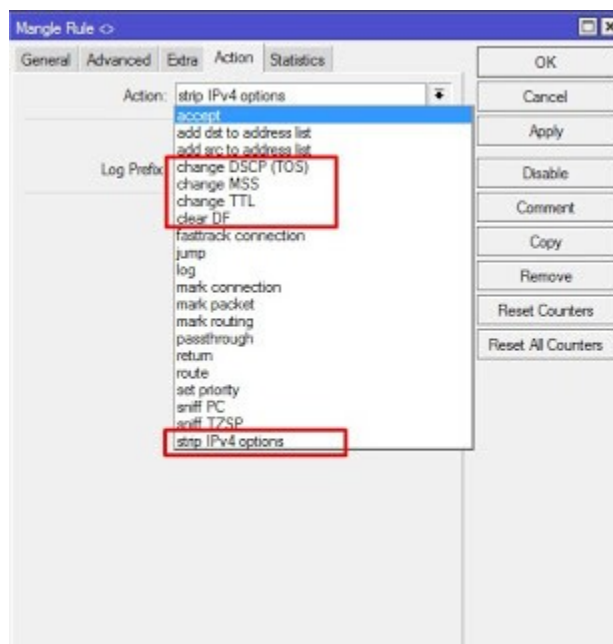 Mangle Rule <>
General Advanced Extra Action Statistics
Action: strip IPv4 options
accept
add dst to address list
add src to address list
Log Prefix
change DSCP (TOS)
change MSS
change TTL
clear DF
fasttrack connection
jump
log
mark connection
mark packet
mark routing
passthrough
return
route
set priority
sniff PC
sniff TZSP
strip IPv4 options
OK
Cancel
Apply
Disable
Comment
Copy
Remove
Reset Counters
Reset All Counters